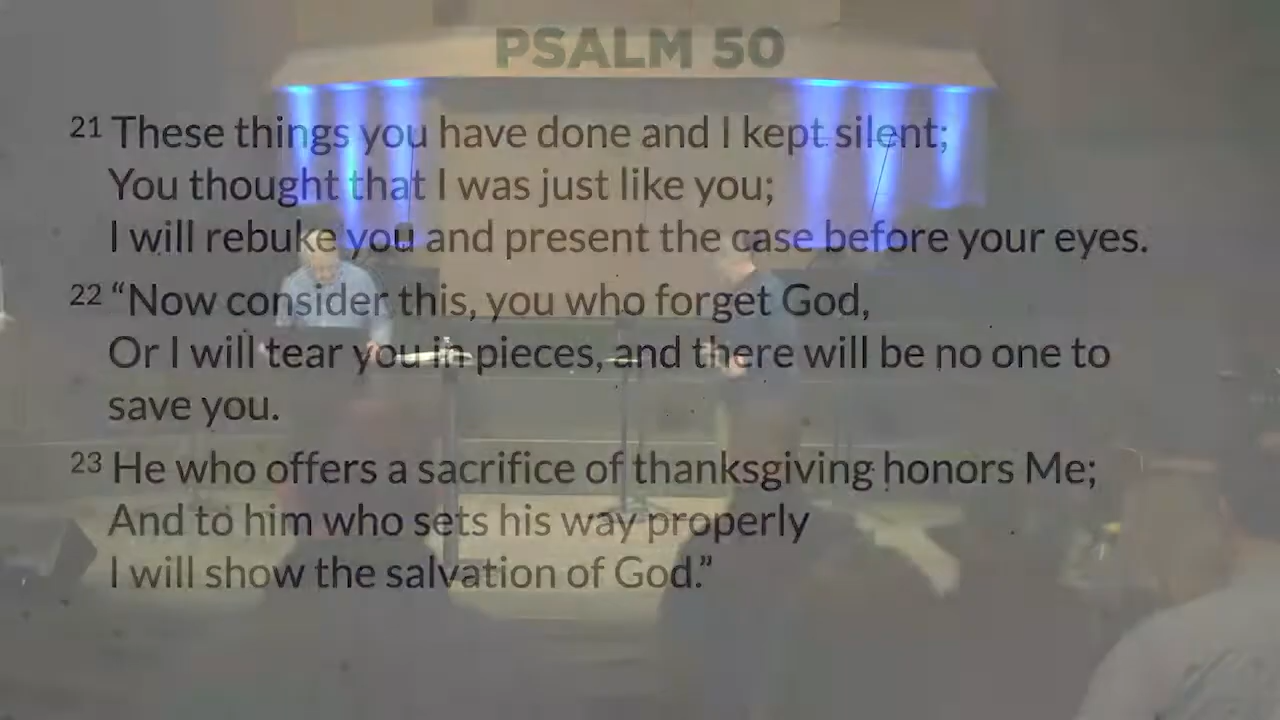 PSALM 50
21 These things you have done and I kept silent;
You thought that I was just like you;
I will rebuke you and present the case before your eyes.
22 “Now consider this, you who forget God,
Or I will tear you in pieces, and there will be no one to
save you.
23 He who offers a sacrifice of thanksgiving honors Me;
And to him who sets his way properly
I will show the salvation of God.”